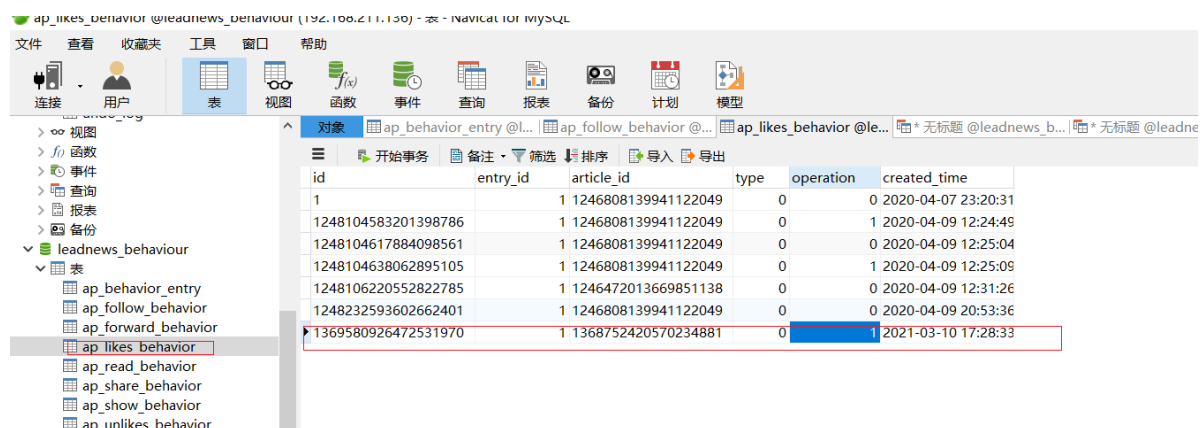 ap_likes_behavior @leadnews_behaviour (192.168.211.136) - 表 - Navicat for MySQL
文件 查看 收藏夹 工具 窗口 帮助
连接 用户 表 视图 函数 事件 查询 报表 备份 计划 模型
undo_log
视图
函数
事件
查询
报表
备份
leadnews_behaviour
表
ap_behavior_entry
ap_follow_behavior
ap_forward_behavior
ap_likes_behavior
ap_read_behavior
ap_share_behavior
ap_show_behavior
ap_unlikes_behavior
对象 ap_behavior_entry @l... ap_follow_behavior @... ap_likes_behavior @le... * 无标题 @leadnews_b... * 无标题 @leadne
开始事务 备注 筛选 排序 导入 导出
id entry_id article_id type operation created_time
1 1 1246808139941122049 0 0 2020-04-07 23:20:31
1248104583201398786 1 1246808139941122049 0 1 2020-04-09 12:24:49
1248104617884098561 1 1246808139941122049 0 0 2020-04-09 12:25:04
1248104638062895105 1 1246808139941122049 0 1 2020-04-09 12:25:09
1248106220552822785 1 1246472013669851138 0 0 2020-04-09 12:31:26
1248232593602662401 1 1246808139941122049 0 0 2020-04-09 20:53:36
1369580926472531970 1 1368752420570234881 0 1 2021-03-10 17:28:33